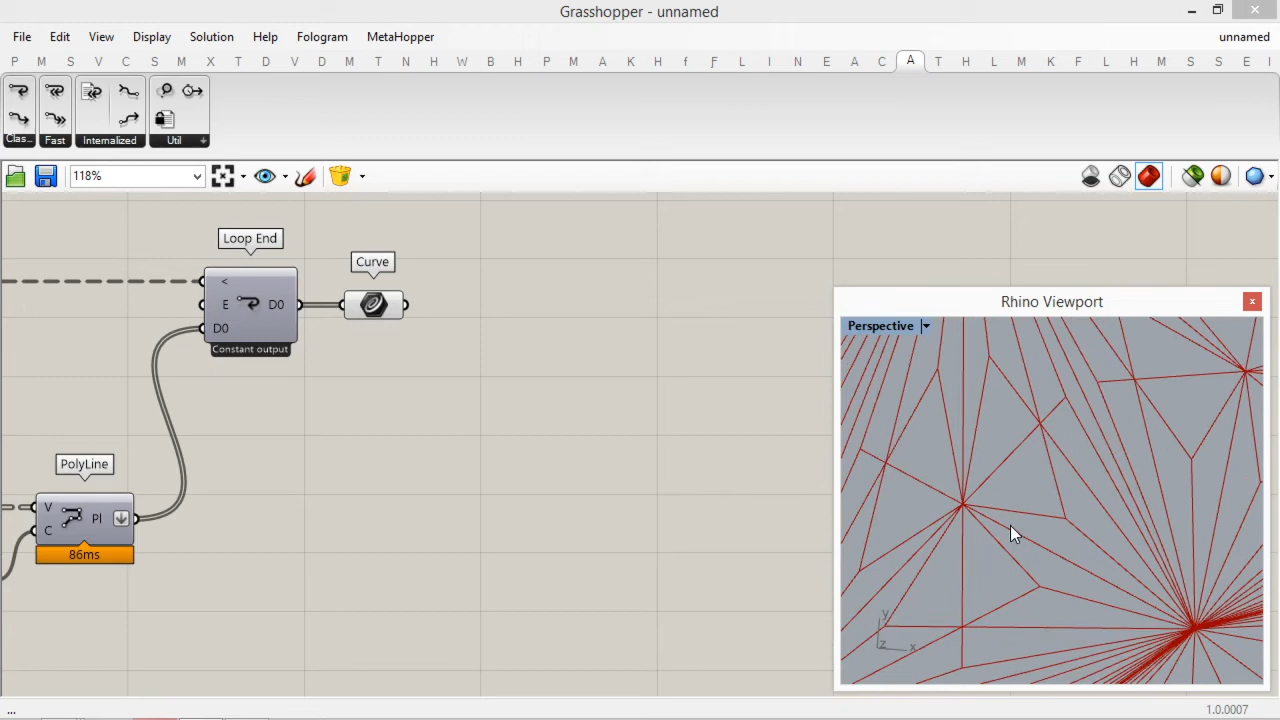 Grasshopper - unnamed
File Edit View Display Solution Help Fologram MetaHopper unnamed
P M S V C S M X T D V D M T N H W B H P M A K H f F L I N E A C A T H L M K F L H M S S E I
Clas... Fast Internalized Util
118%
Loop End
<
E D0
D0
Constant output
Curve
PolyLine
V
Pl
C
86ms
Rhino Viewport
Perspective
y
z x
...
1.0.0007